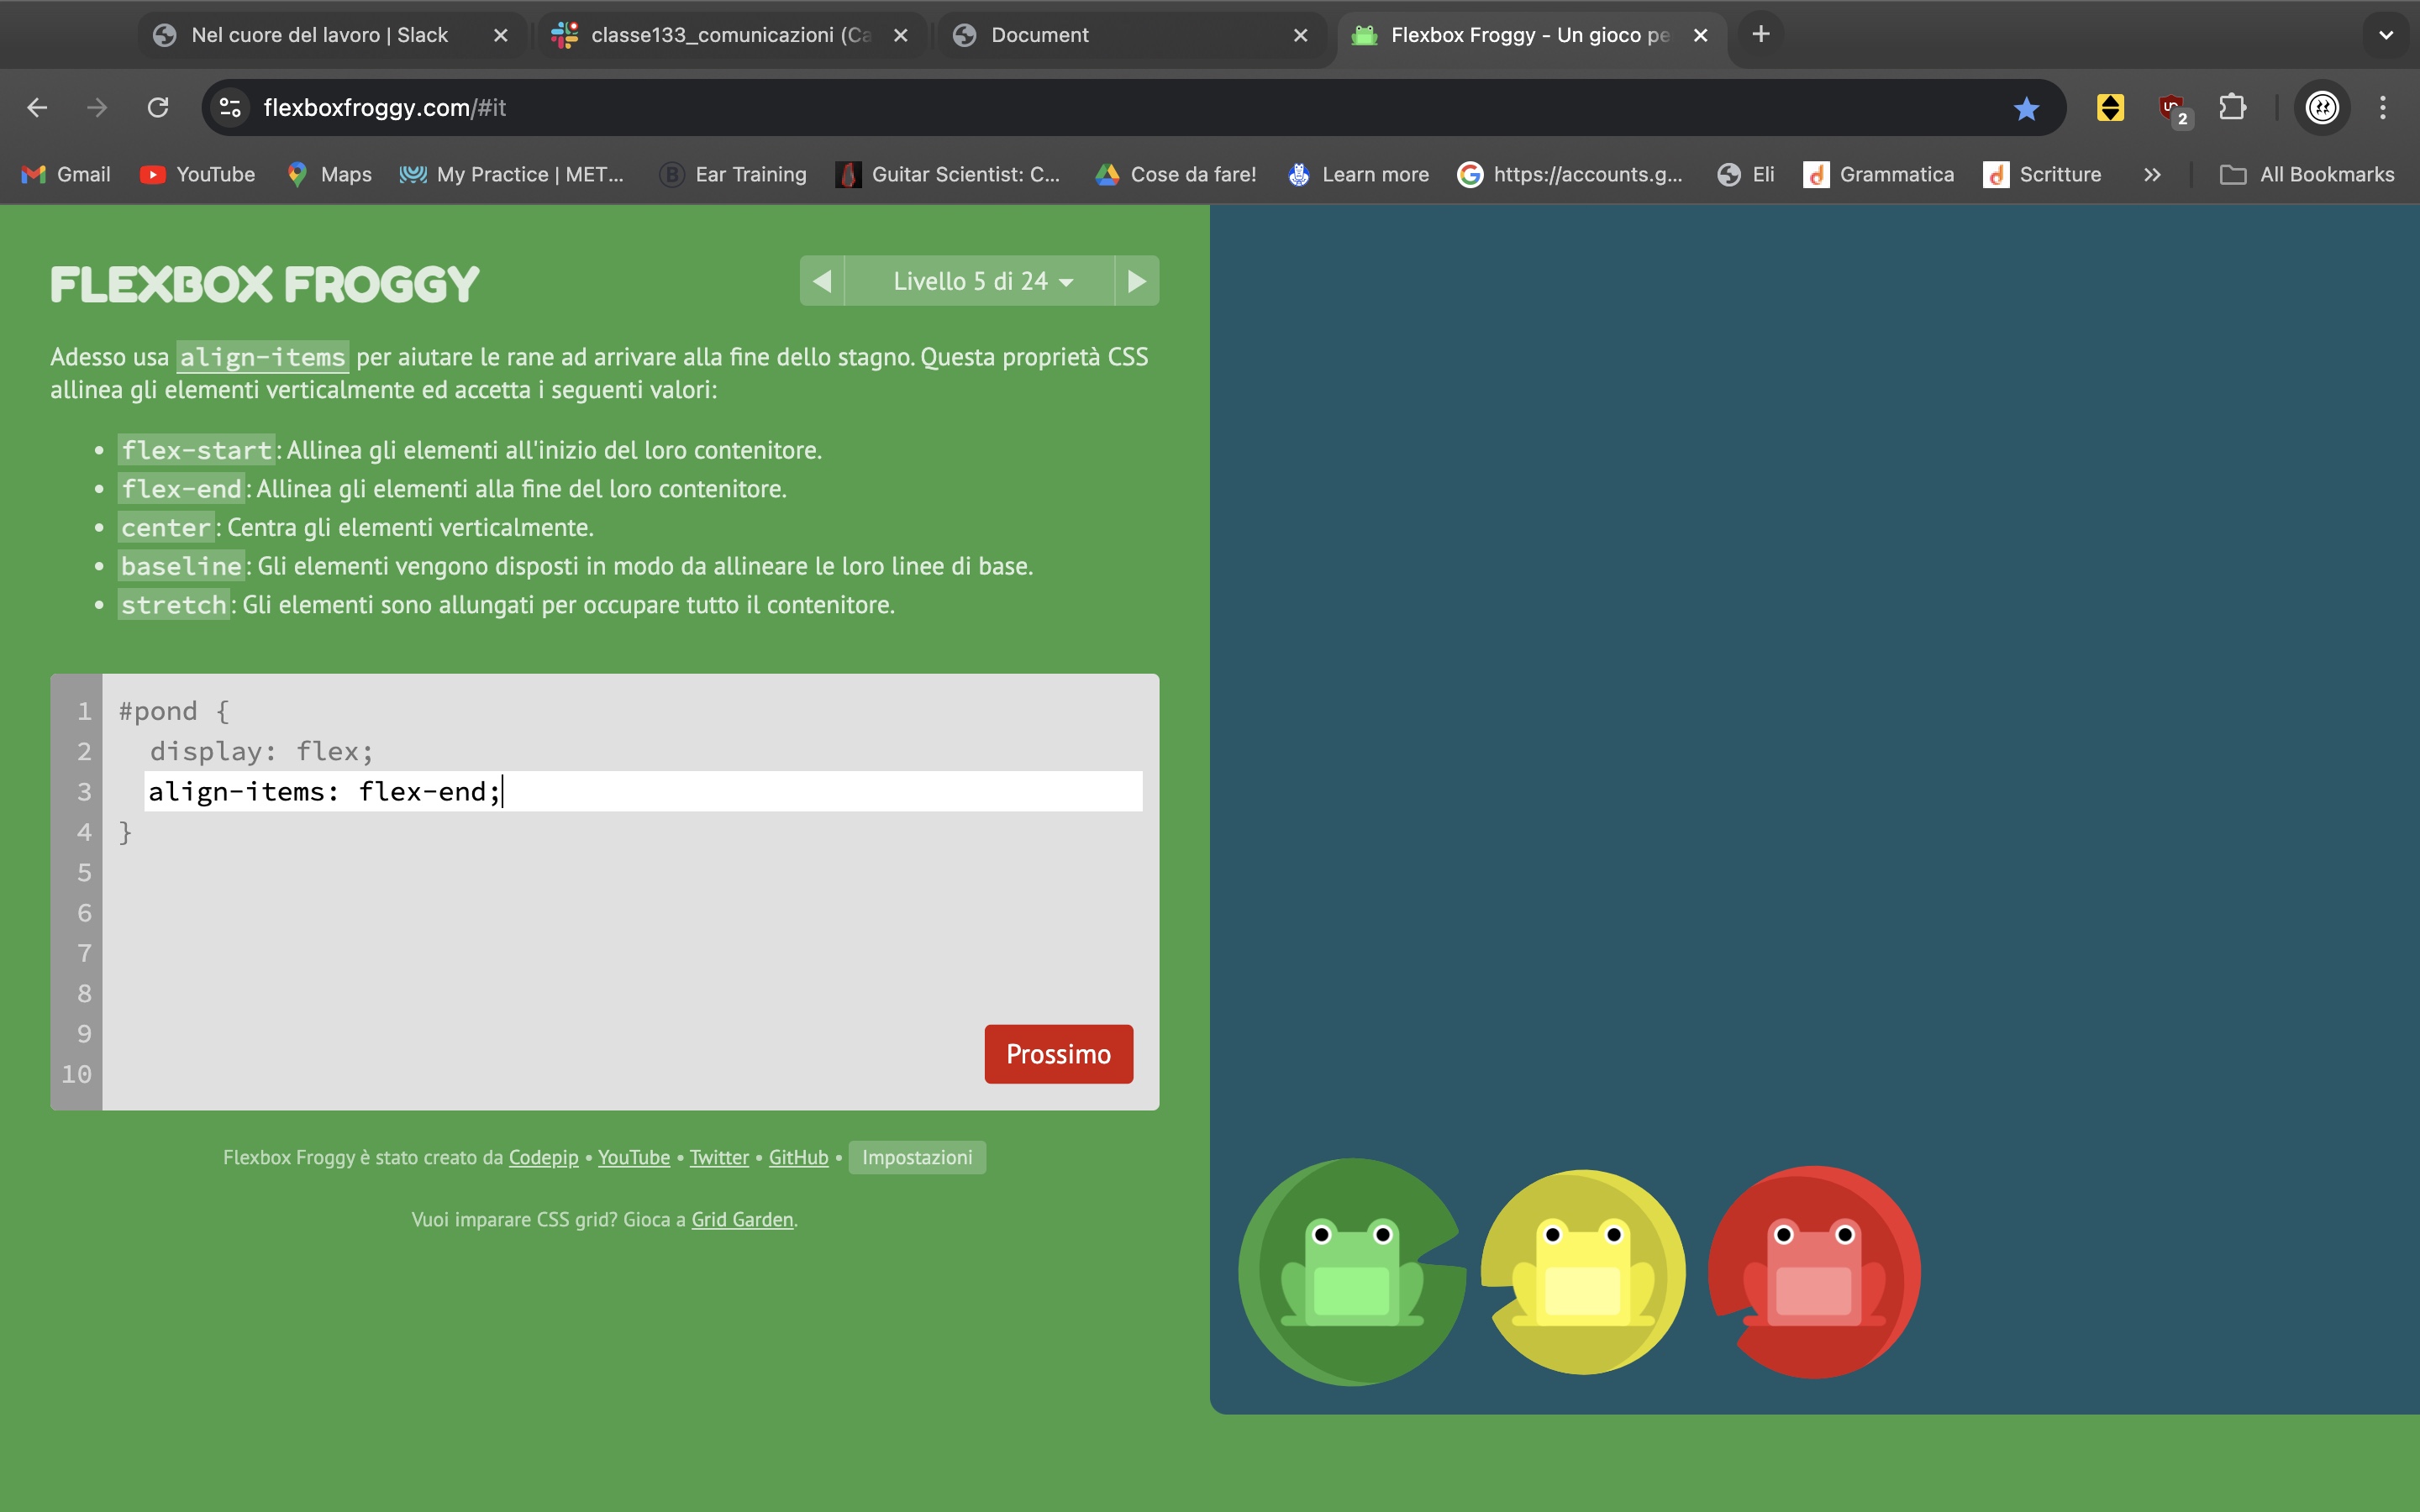 Nel cuore del lavoro | Slack
classe133_comunicazioni (Ca
Document
Flexbox Froggy - Un gioco pe
flexboxfroggy.com/#it
2
Gmail
YouTube
Maps
My Practice | MET...
B
Ear Training
Guitar Scientist: C...
Cose da fare!
Learn more
https://accounts.g...
Eli
Grammatica
Scritture
All Bookmarks
FLEXBOX FROGGY
Livello 5 di 24
Adesso usa align-items per aiutare le rane ad arrivare alla fine dello stagno. Questa proprietà CSS
allinea gli elementi verticalmente ed accetta i seguenti valori:
• flex-start: Allinea gli elementi all'inizio del loro contenitore.
• flex-end: Allinea gli elementi alla fine del loro contenitore.
• center: Centra gli elementi verticalmente.
• baseline: Gli elementi vengono disposti in modo da allineare le loro linee di base.
• stretch: Gli elementi sono allungati per occupare tutto il contenitore.
1 #pond {
2 display: flex;
3 align-items: flex-end;
4 }
5
6
7
8
9
10
Prossimo
Flexbox Froggy è stato creato da Codepip • YouTube • Twitter • GitHub • Impostazioni
Vuoi imparare CSS grid? Gioca a Grid Garden.